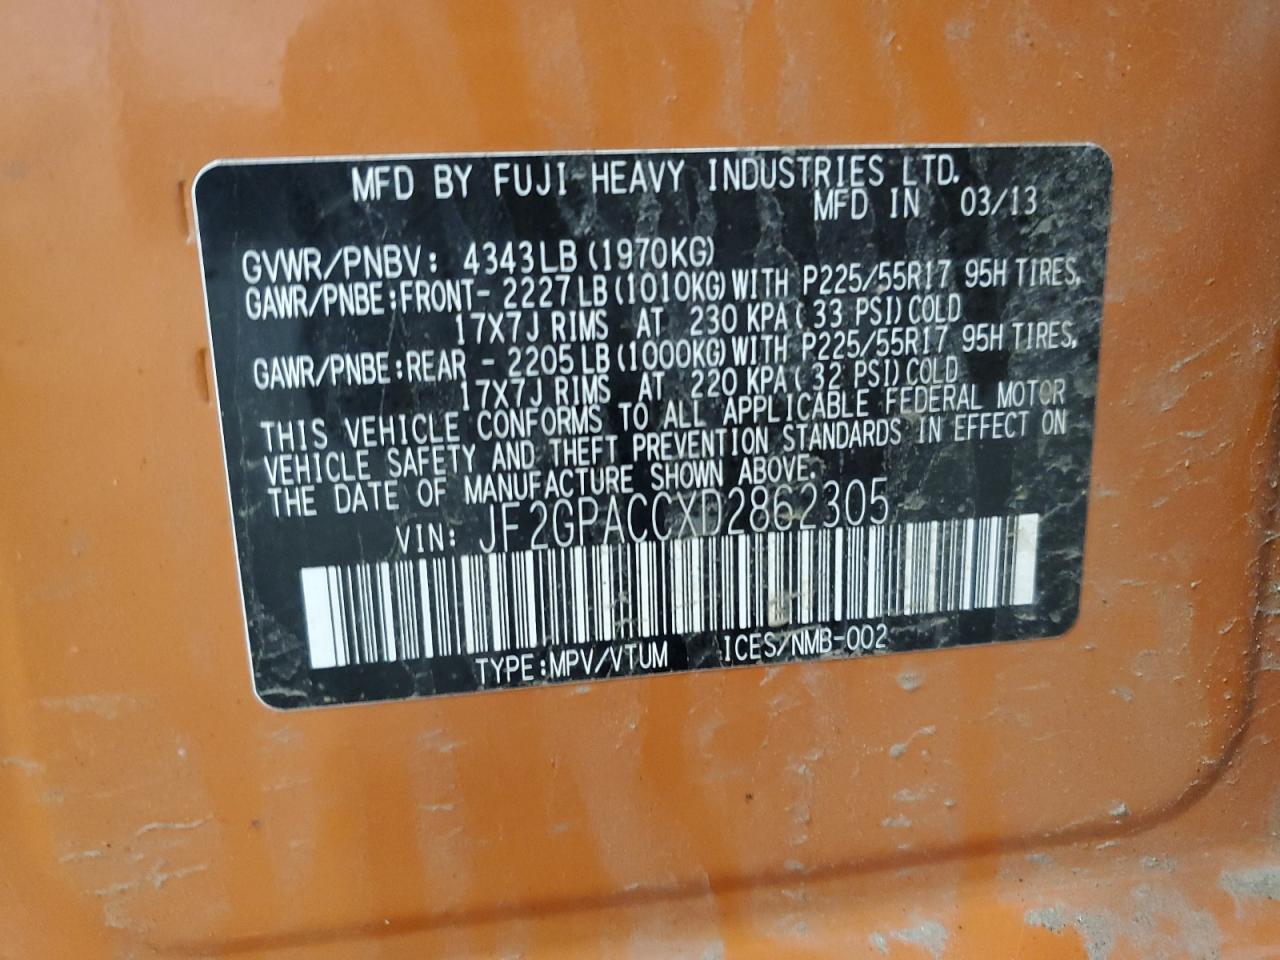 MFD BY FUJI HEAVY INDUSTRIES LTD.
MFD IN 03/13
GVWR/PNBV: 4343LB (1970KG)
GAWR/PNBE:FRONT- 2227LB(1010KG)WITH P225/55R17 95H TIRES,
17X7J RIMS AT 230 KPA( 33 PSI)COLD
GAWR/PNBE:REAR - 2205LB(1000KG)WITH P225/55R17 95H TIRES,
17X7J RIMS AT 220 KPA( 32 PSI)COLD
THIS VEHICLE CONFORMS TO ALL APPLICABLE FEDERAL MOTOR
VEHICLE SAFETY AND THEFT PREVENTION STANDARDS IN EFFECT ON
THE DATE OF MANUFACTURE SHOWN ABOVE.
VIN: JF2GPACCXD2862305
TYPE:MPV/VTUM ICES/NMB-002